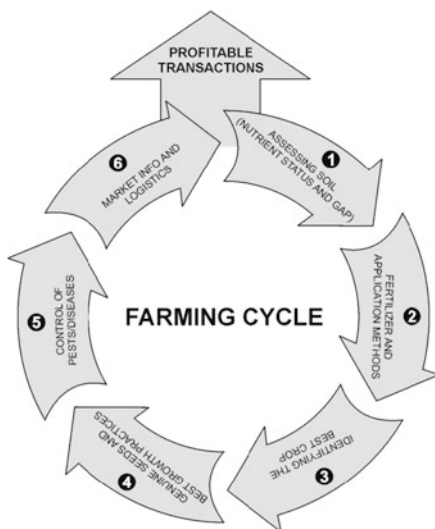 PROFITABLE
TRANSACTIONS
1
ASSESSING SOIL
(NUTRIENT STATUS AND GAP)
2
FERTILIZER AND
APPLICATION METHODS
3
IDENTIFYING THE
BEST CROP
4
GENUINE SEEDS AND
BEST GROWTH PRACTICES
5
CONTROL OF
PESTS/DISEASES
6
MARKET INFO AND
LOGISTICS
FARMING CYCLE